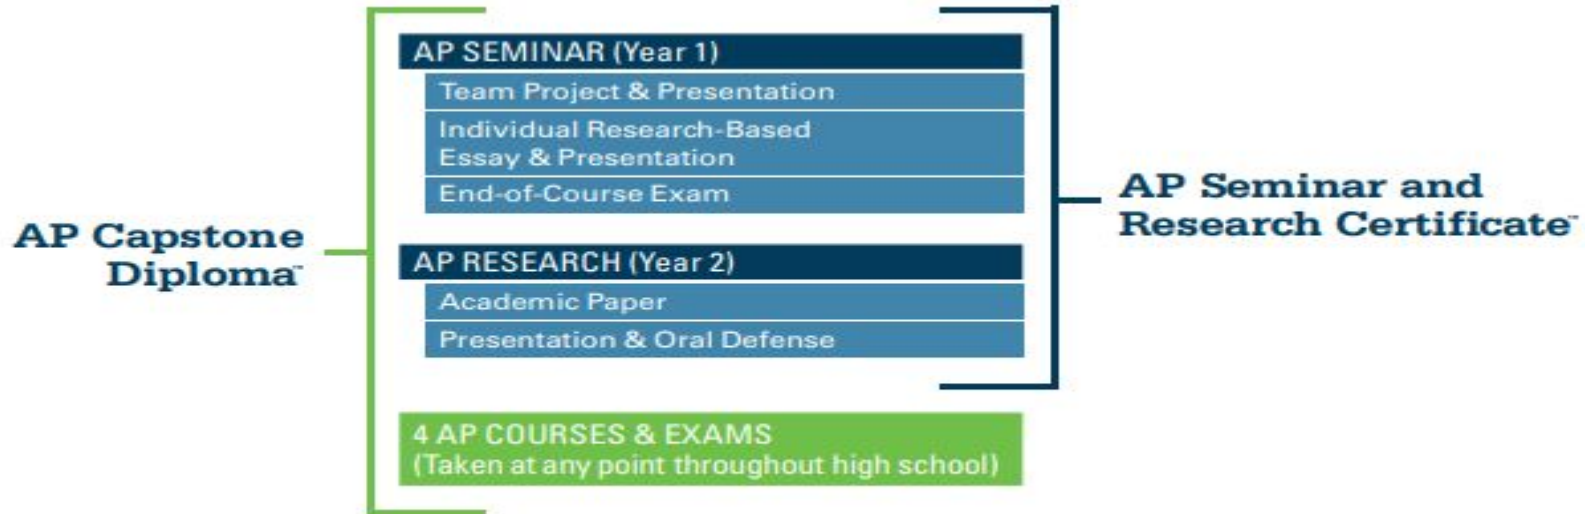 AP SEMINAR (Year 1)
Team Project & Presentation
Individual Research-Based
Essay & Presentation
End-of-Course Exam
AP Capstone
Diploma™
AP RESEARCH (Year 2)
Academic Paper
Presentation & Oral Defense
4 AP COURSES & EXAMS
(Taken at any point throughout high school)
AP Seminar and
Research Certificate™